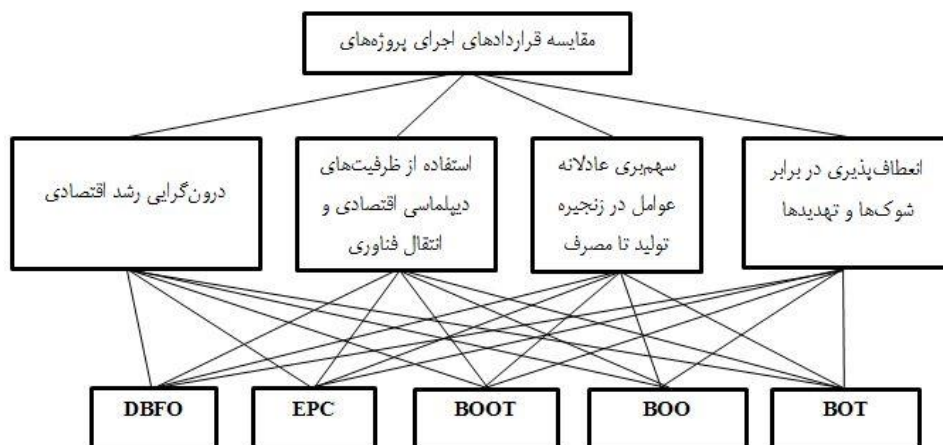 مقایسه قراردادهای اجرای پروژه‌های
انعطاف‌پذیری در برابر
شوک‌ها و تهدیدها
سهم‌بری عادلانه
عوامل در زنجیره
تولید تا مصرف
استفاده از ظرفیت‌های
دیپلماسی اقتصادی و
انتقال فناوری
درون‌گرایی رشد اقتصادی
DBFO
EPC
BOOT
BOO
BOT